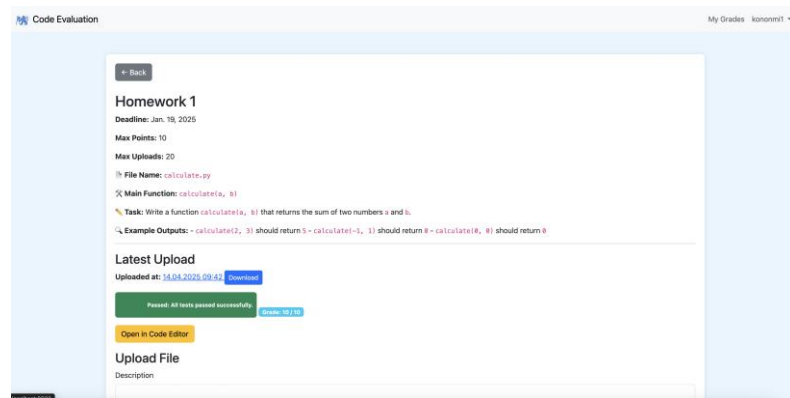 Code Evaluation
My Grades kononmi1
← Back
Homework 1
Deadline: Jan. 19, 2025
Max Points: 10
Max Uploads: 20
File Name: calculate.py
Main Function: calculate(a, b)
Task: Write a function calculate(a, b) that returns the sum of two numbers a and b.
Example Outputs: - calculate(2, 3) should return 5 - calculate(-1, 1) should return 0 - calculate(0, 0) should return 0
Latest Upload
Uploaded at: 14.04.2025 09:42 Download
Passed: All tests passed successfully.
Grade: 10 / 10
Open in Code Editor
Upload File
Description